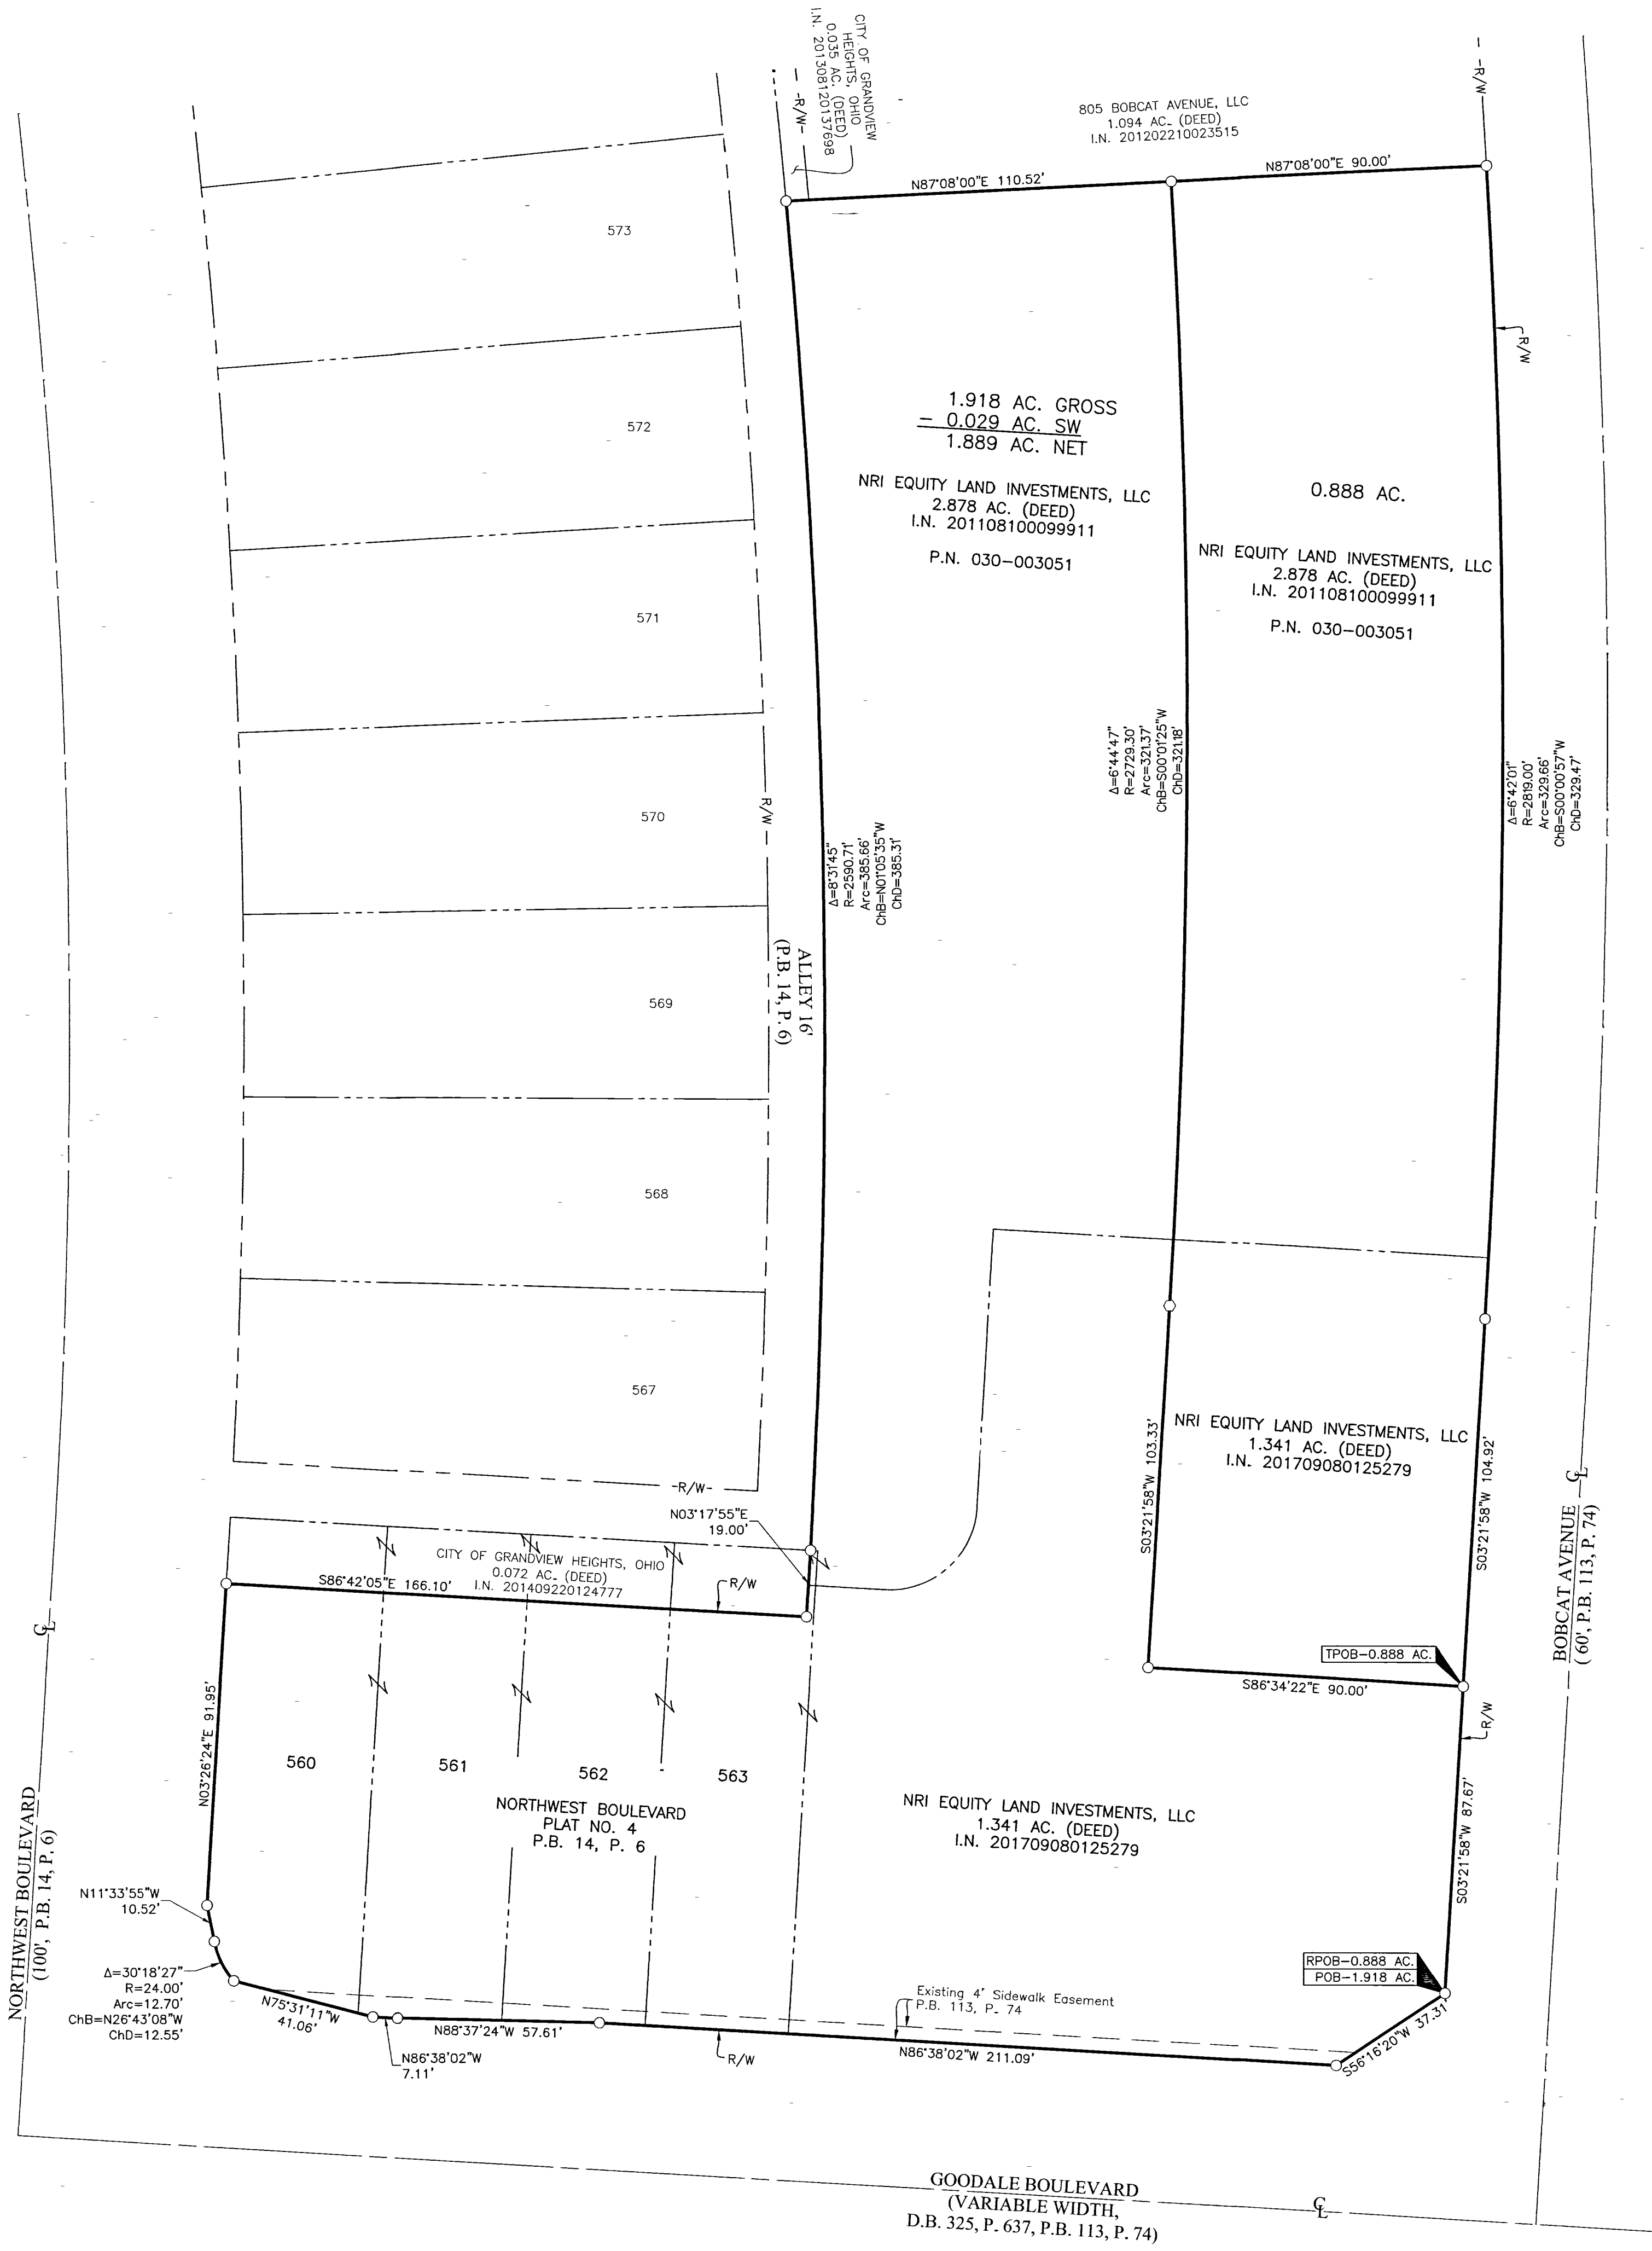 CITY OF GRANDVIEW
HEIGHTS, OHIO
0.035 AC. (DEED)
I.N. 201308120137698
-R/W-
805 BOBCAT AVENUE, LLC
1.094 AC. (DEED)
I.N. 201202210023515
-R/W-
N87°08'00"E 110.52'
N87°08'00"E 90.00'
R/W
573
572
571
570
569
568
567
R/W
1.918 AC. GROSS
- 0.029 AC. SW
1.889 AC. NET
NRI EQUITY LAND INVESTMENTS, LLC
2.878 AC. (DEED)
I.N. 201108100099911
P.N. 030-003051
0.888 AC.
NRI EQUITY LAND INVESTMENTS, LLC
2.878 AC. (DEED)
I.N. 201108100099911
P.N. 030-003051
Δ=8°31'45"
R=2590.71'
Arc=385.66'
ChB=N01°05'35"W
ChD=385.31'
Δ=6°44'47"
R=2729.30'
Arc=321.37'
ChB=S00°01'25"W
ChD=321.18'
Δ=6°42'01"
R=2819.00'
Arc=329.66'
ChB=S00°00'57"W
ChD=329.47'
ALLEY 16'
(P.B. 14, P. 6)
NRI EQUITY LAND INVESTMENTS, LLC
1.341 AC. (DEED)
I.N. 201709080125279
S03°21'58"W 103.33'
S03°21'58"W 104.92'
BOBCAT AVENUE
( 60', P.B. 113, P. 74)
CL
-R/W-
N03°17'55"E
19.00'
CITY OF GRANDVIEW HEIGHTS, OHIO
0.072 AC. (DEED)
I.N. 201409220124777
S86°42'05"E 166.10'
R/W
TPOB-0.888 AC.
S86°34'22"E 90.00'
R/W
CL
N03°26'24"E 91.95'
560
561
562
563
NORTHWEST BOULEVARD
PLAT NO. 4
P.B. 14, P. 6
NRI EQUITY LAND INVESTMENTS, LLC
1.341 AC. (DEED)
I.N. 201709080125279
S03°21'58"W 87.67'
NORTHWEST BOULEVARD
(100', P.B. 14, P. 6)
N11°33'55"W
10.52'
Δ=30°18'27"
R=24.00'
Arc=12.70'
ChB=N26°43'08"W
ChD=12.55'
N75°31'11"W
41.06'
N86°38'02"W
7.11'
N88°37'24"W 57.61'
R/W
Existing 4' Sidewalk Easement
P.B. 113, P. 74
N86°38'02"W 211.09'
RPOB-0.888 AC.
POB-1.918 AC.
S56°16'20"W 37.31'
GOODALE BOULEVARD
(VARIABLE WIDTH,
D.B. 325, P. 637, P.B. 113, P. 74)
CL